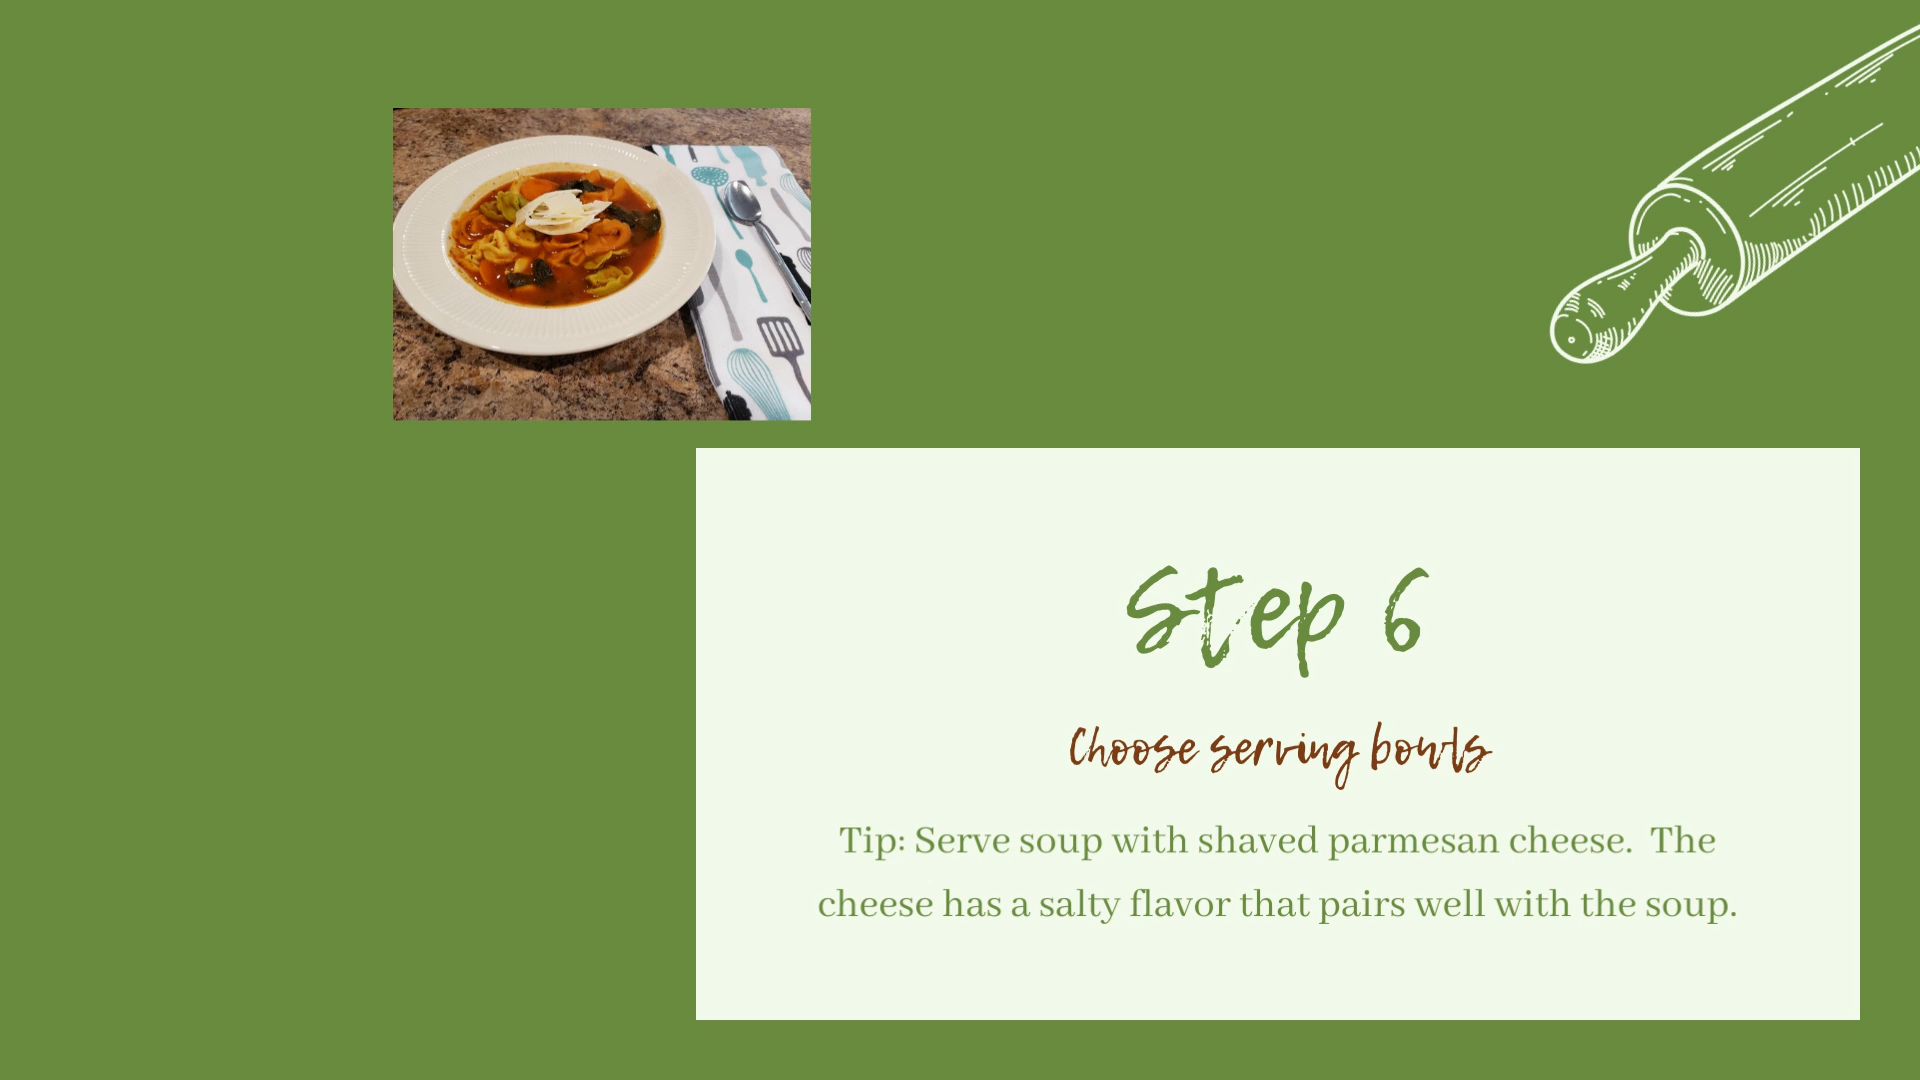 Step 6
Choose serving bowls
Tip: Serve soup with shaved parmesan cheese.  The
cheese has a salty flavor that pairs well with the soup.